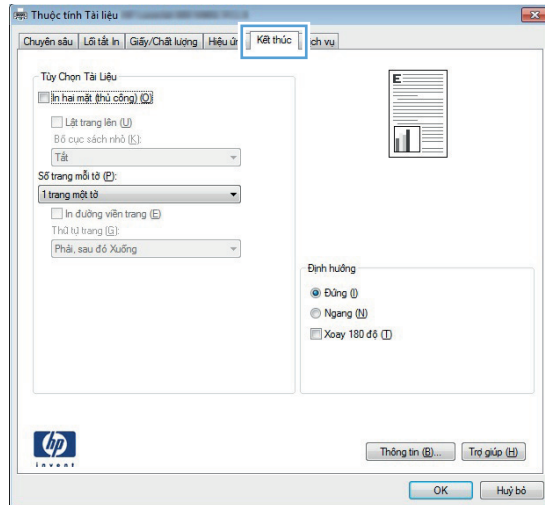 Thuộc tính Tài liệu
Chuyên sâu Lối tắt In Giấy/Chất lượng Hiệu ứ Kết thúc ch vụ
Tùy Chọn Tài Liệu
In hai mặt (thủ công) (O)
Lật trang lên (U)
Bố cục sách nhỏ (K):
Tắt
Số trang mỗi tờ (P):
1 trang một tờ
In đường viền trang (E)
Thứ tự trang (G):
Phải, sau đó Xuống
E
Định hướng
Đứng (I)
Ngang (N)
Xoay 180 độ (T)
hp
invent
Thông tin (B)... Trợ giúp (H)
OK Huỷ bỏ